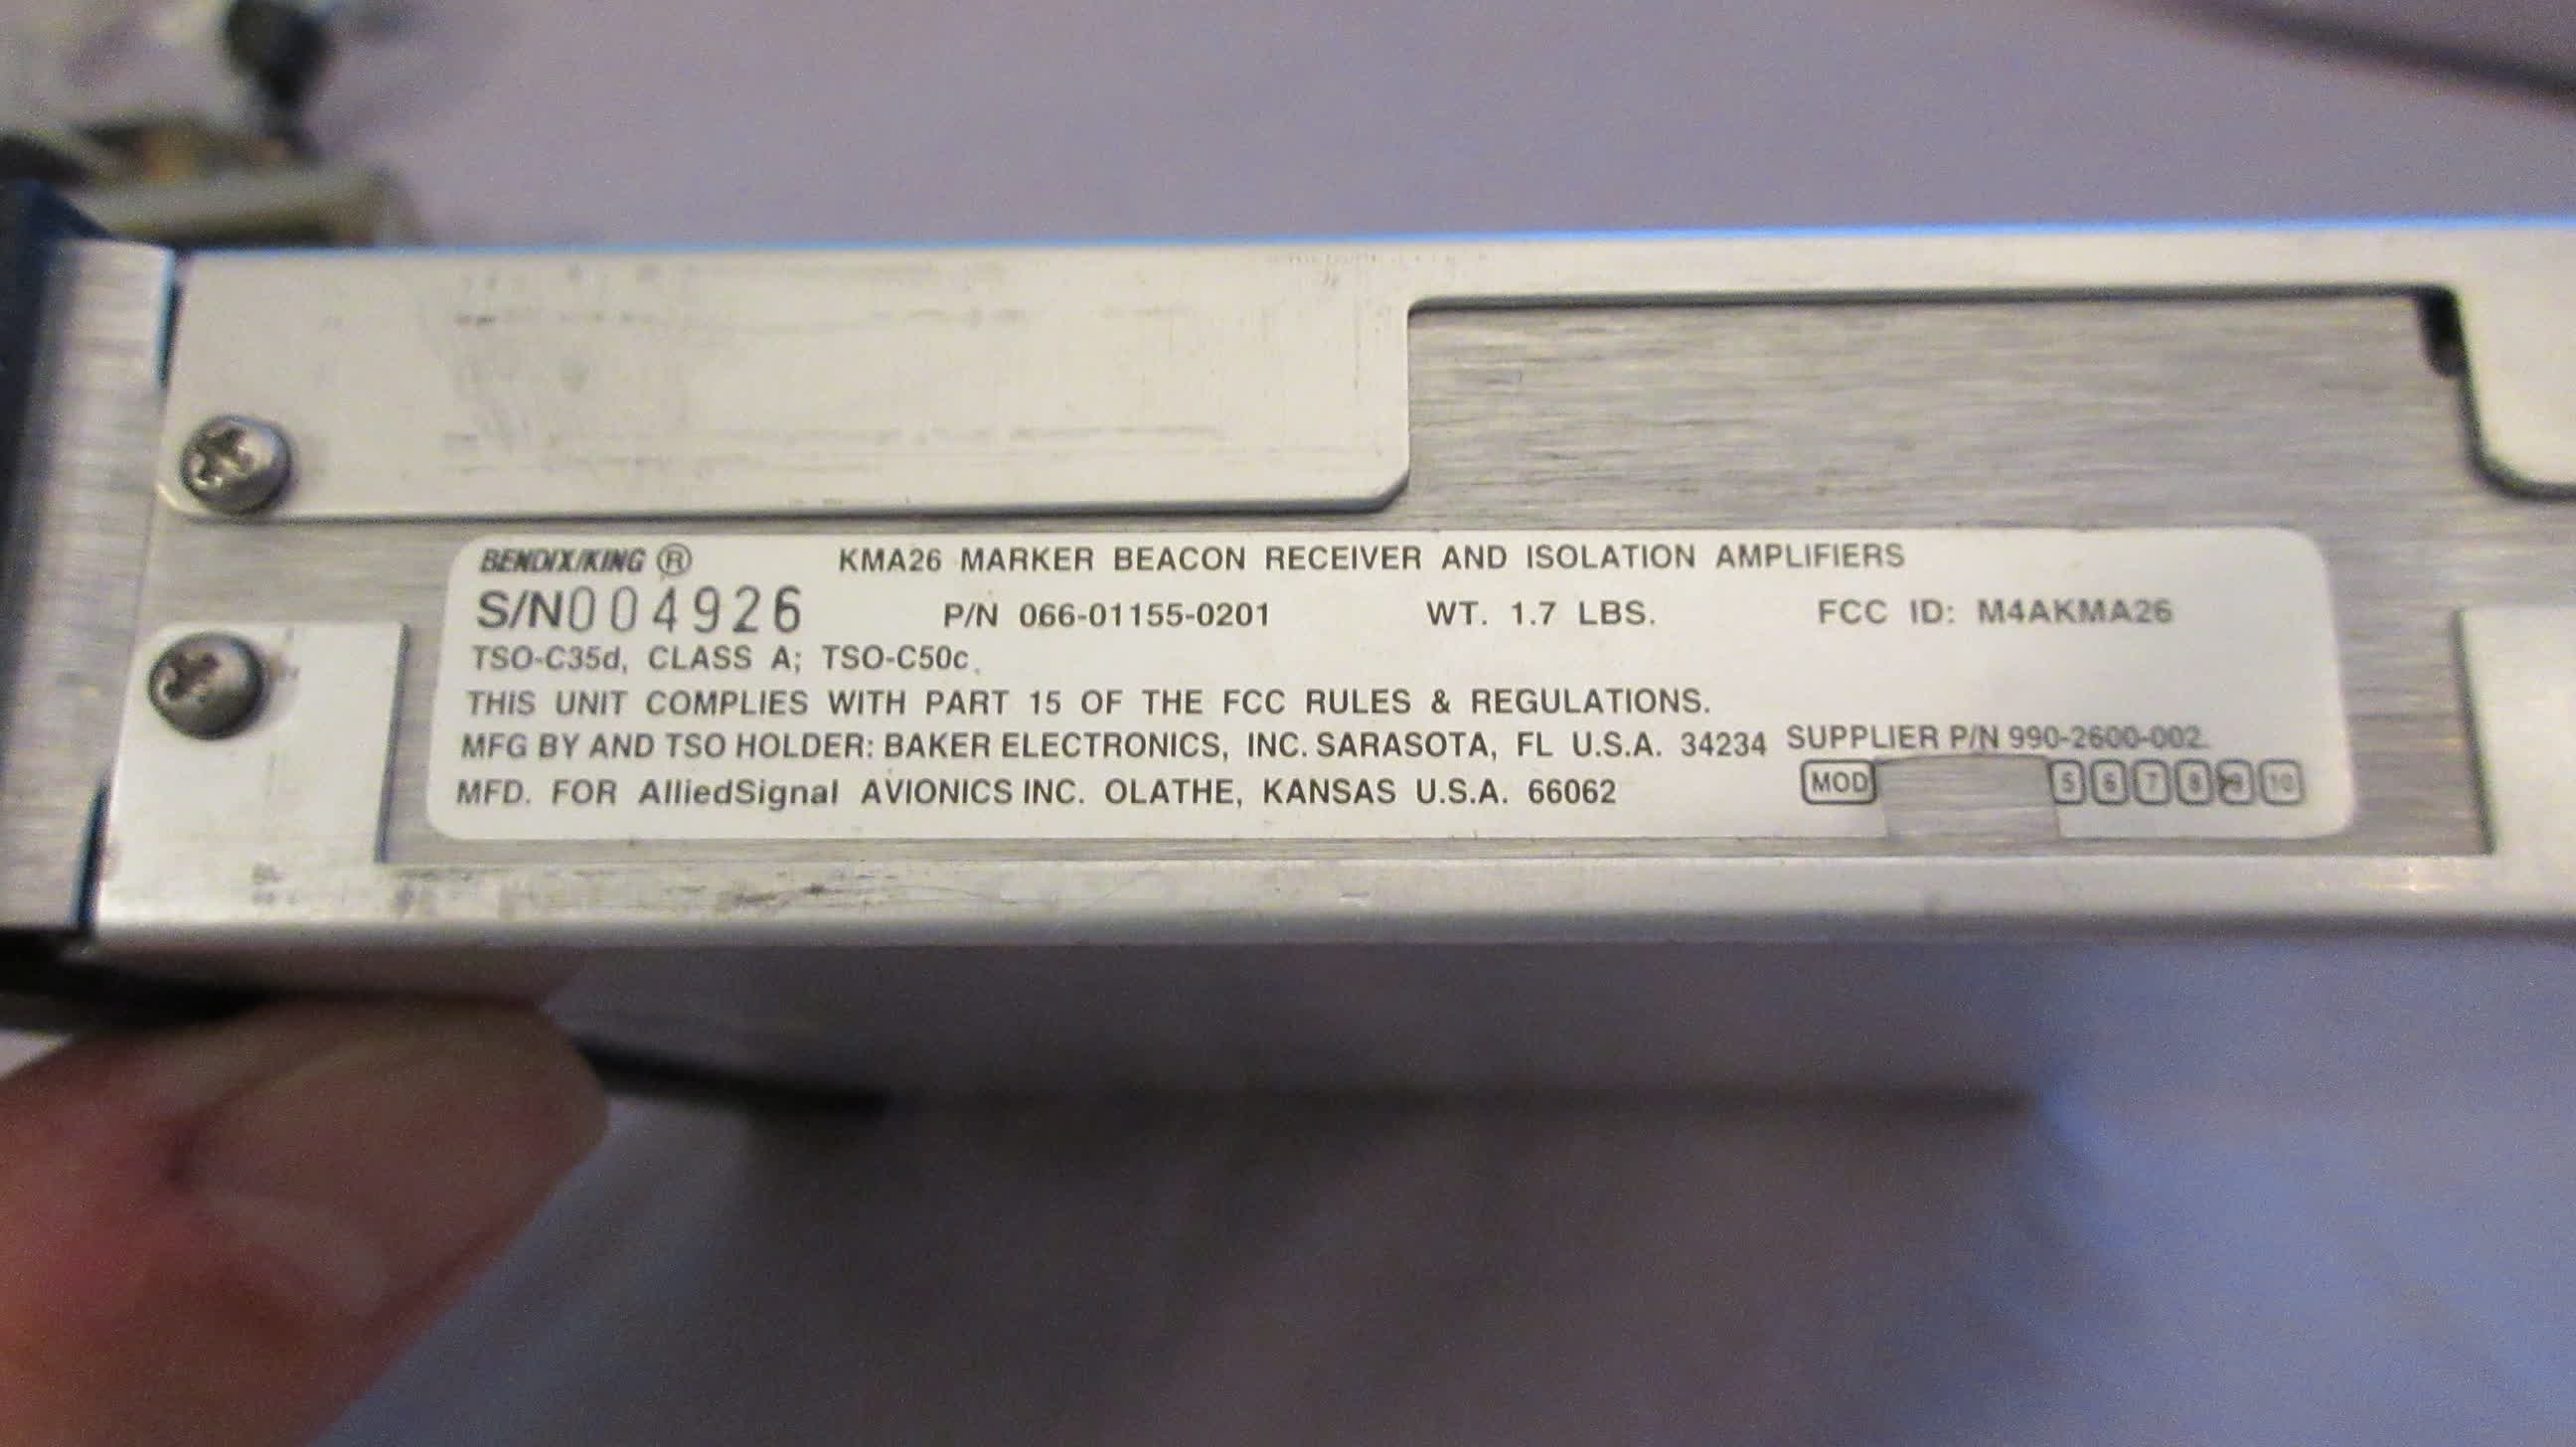 BENDIX/KING ® KMA26 MARKER BEACON RECEIVER AND ISOLATION AMPLIFIERS
S/N004926 P/N 066-01155-0201 WT. 1.7 LBS. FCC ID: M4AKMA26
TSO-C35d, CLASS A; TSO-C50c.
THIS UNIT COMPLIES WITH PART 15 OF THE FCC RULES & REGULATIONS.
MFG BY AND TSO HOLDER: BAKER ELECTRONICS, INC. SARASOTA, FL U.S.A. 34234 SUPPLIER P/N 990-2600-002
MFD. FOR AlliedSignal AVIONICS INC. OLATHE, KANSAS U.S.A. 66062 MOD 5 6 7 8 9 10